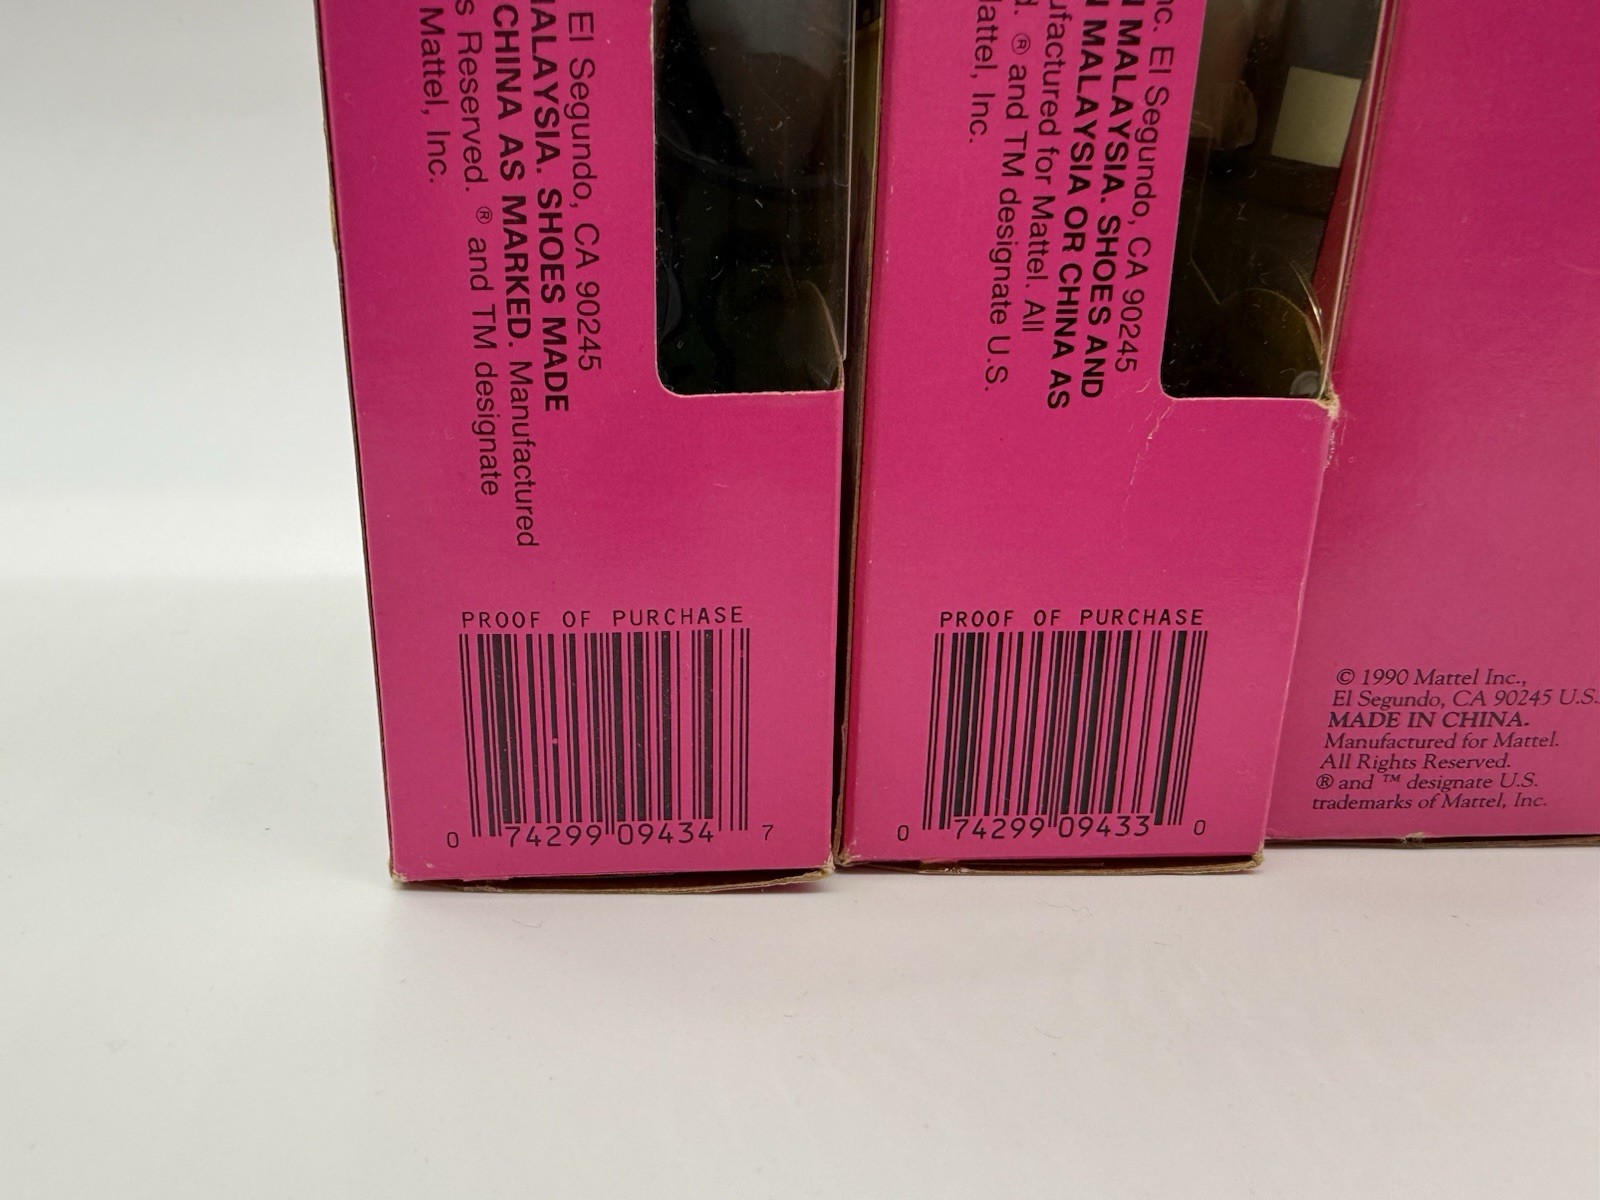 El Segundo, CA 90245
MALAYSIA. SHOES MADE
CHINA AS MARKED. Manufactured
s Reserved. ® and TM designate
Mattel, Inc.
PROOF OF PURCHASE
0 74299 09434 7
nc. El Segundo, CA 90245
N MALAYSIA. SHOES AND
N MALAYSIA OR CHINA AS
ufactured for Mattel. All
d. ® and TM designate U.S.
Mattel, Inc.
PROOF OF PURCHASE
0 74299 09433 0
© 1990 Mattel Inc.,
El Segundo, CA 90245 U.S.
MADE IN CHINA.
Manufactured for Mattel.
All Rights Reserved.
® and ™ designate U.S.
trademarks of Mattel, Inc.